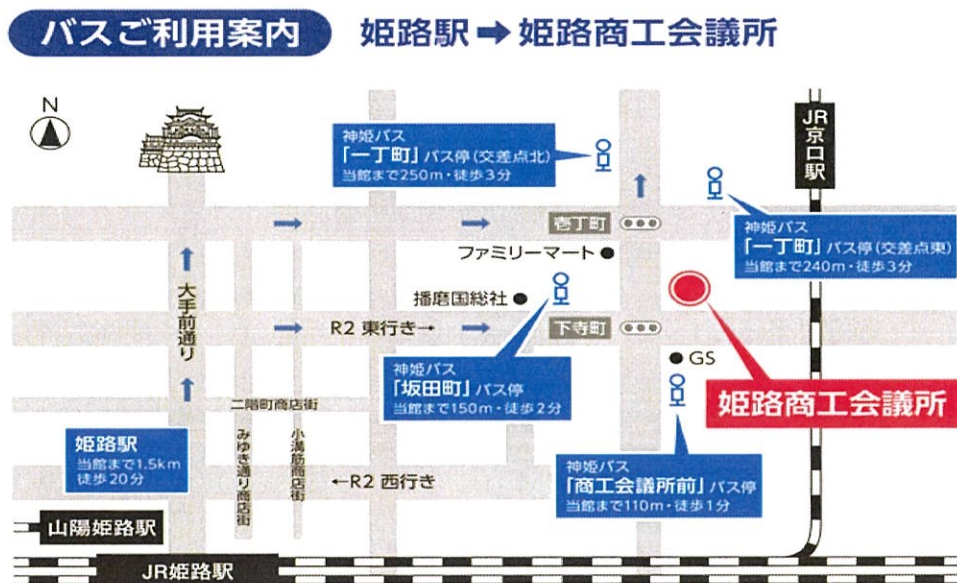 バスご利用案内
姫路駅➡姫路商工会議所
N
神姫バス
「一丁町」バス停(交差点北)
当館まで250m・徒歩3分
JR京口駅
壱丁町
神姫バス
「一丁町」バス停(交差点東)
当館まで240m・徒歩3分
ファミリーマート
大手前通り
播磨国総社
R2 東行き→
下寺町
GS
神姫バス
「坂田町」バス停
当館まで150m・徒歩2分
姫路商工会議所
二階町商店街
姫路駅
当館まで1.5km
徒歩20分
みゆき通り商店街
小溝筋商店街
←R2 西行き
神姫バス
「商工会議所前」バス停
当館まで110m・徒歩1分
山陽姫路駅
JR姫路駅